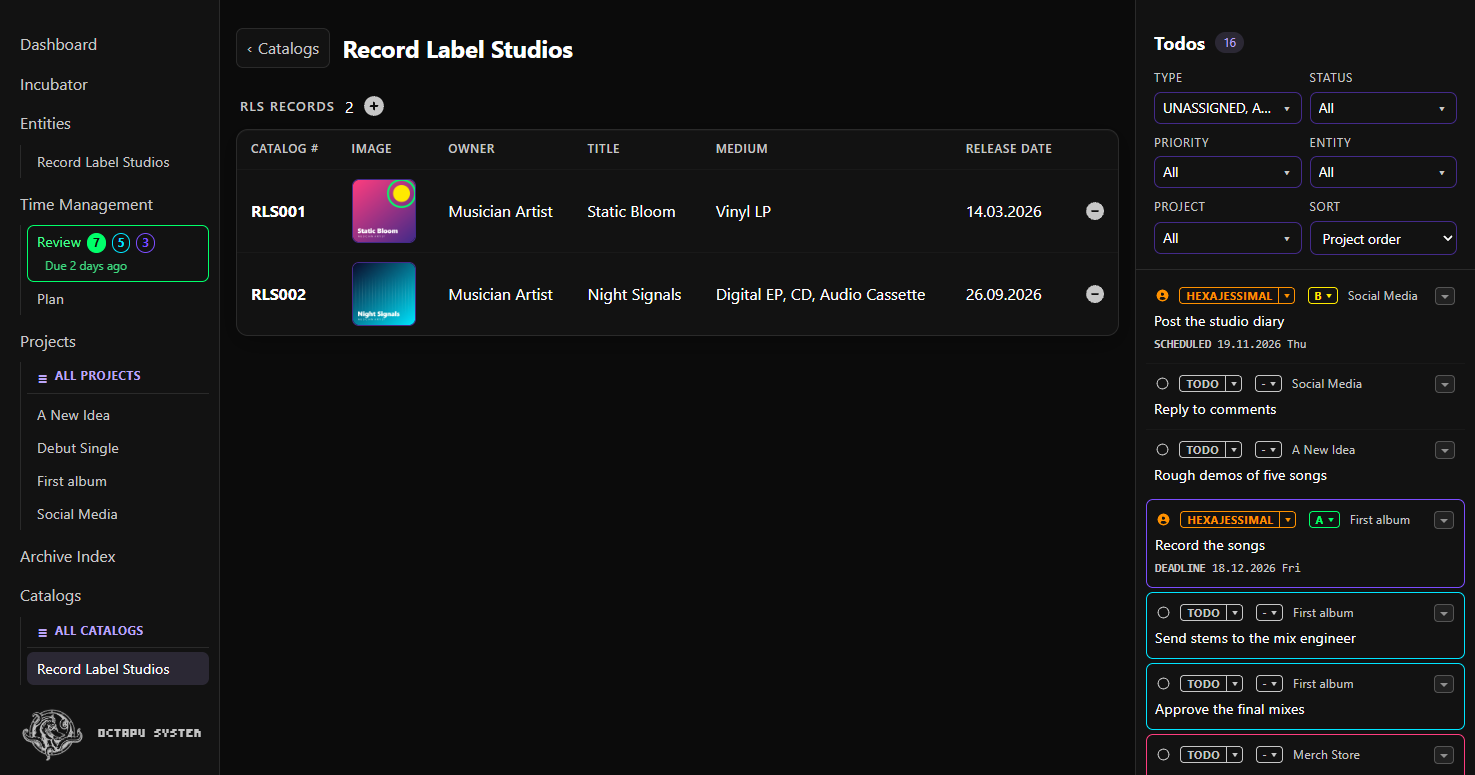 Dashboard
Incubator
Entities
Record Label Studios
Time Management
Review 7 5 3
Due 2 days ago
Plan
Projects
ALL PROJECTS
A New Idea
Debut Single
First album
Social Media
Archive Index
Catalogs
ALL CATALOGS
Record Label Studios
OCTAPU SYSTEM
‹ Catalogs
Record Label Studios
RLS RECORDS 2
CATALOG # IMAGE OWNER TITLE MEDIUM RELEASE DATE
RLS001 Musician Artist Static Bloom Vinyl LP 14.03.2026
Static Bloom
RLS002 Musician Artist Night Signals Digital EP, CD, Audio Cassette 26.09.2026
Night Signals
Todos 16
TYPE STATUS
UNASSIGNED, A... All
PRIORITY ENTITY
All All
PROJECT SORT
All Project order
HEXAJESSIMAL B Social Media
Post the studio diary
SCHEDULED 19.11.2026 Thu
TODO - Social Media
Reply to comments
TODO - A New Idea
Rough demos of five songs
HEXAJESSIMAL A First album
Record the songs
DEADLINE 18.12.2026 Fri
TODO - First album
Send stems to the mix engineer
TODO - First album
Approve the final mixes
TODO - Merch Store